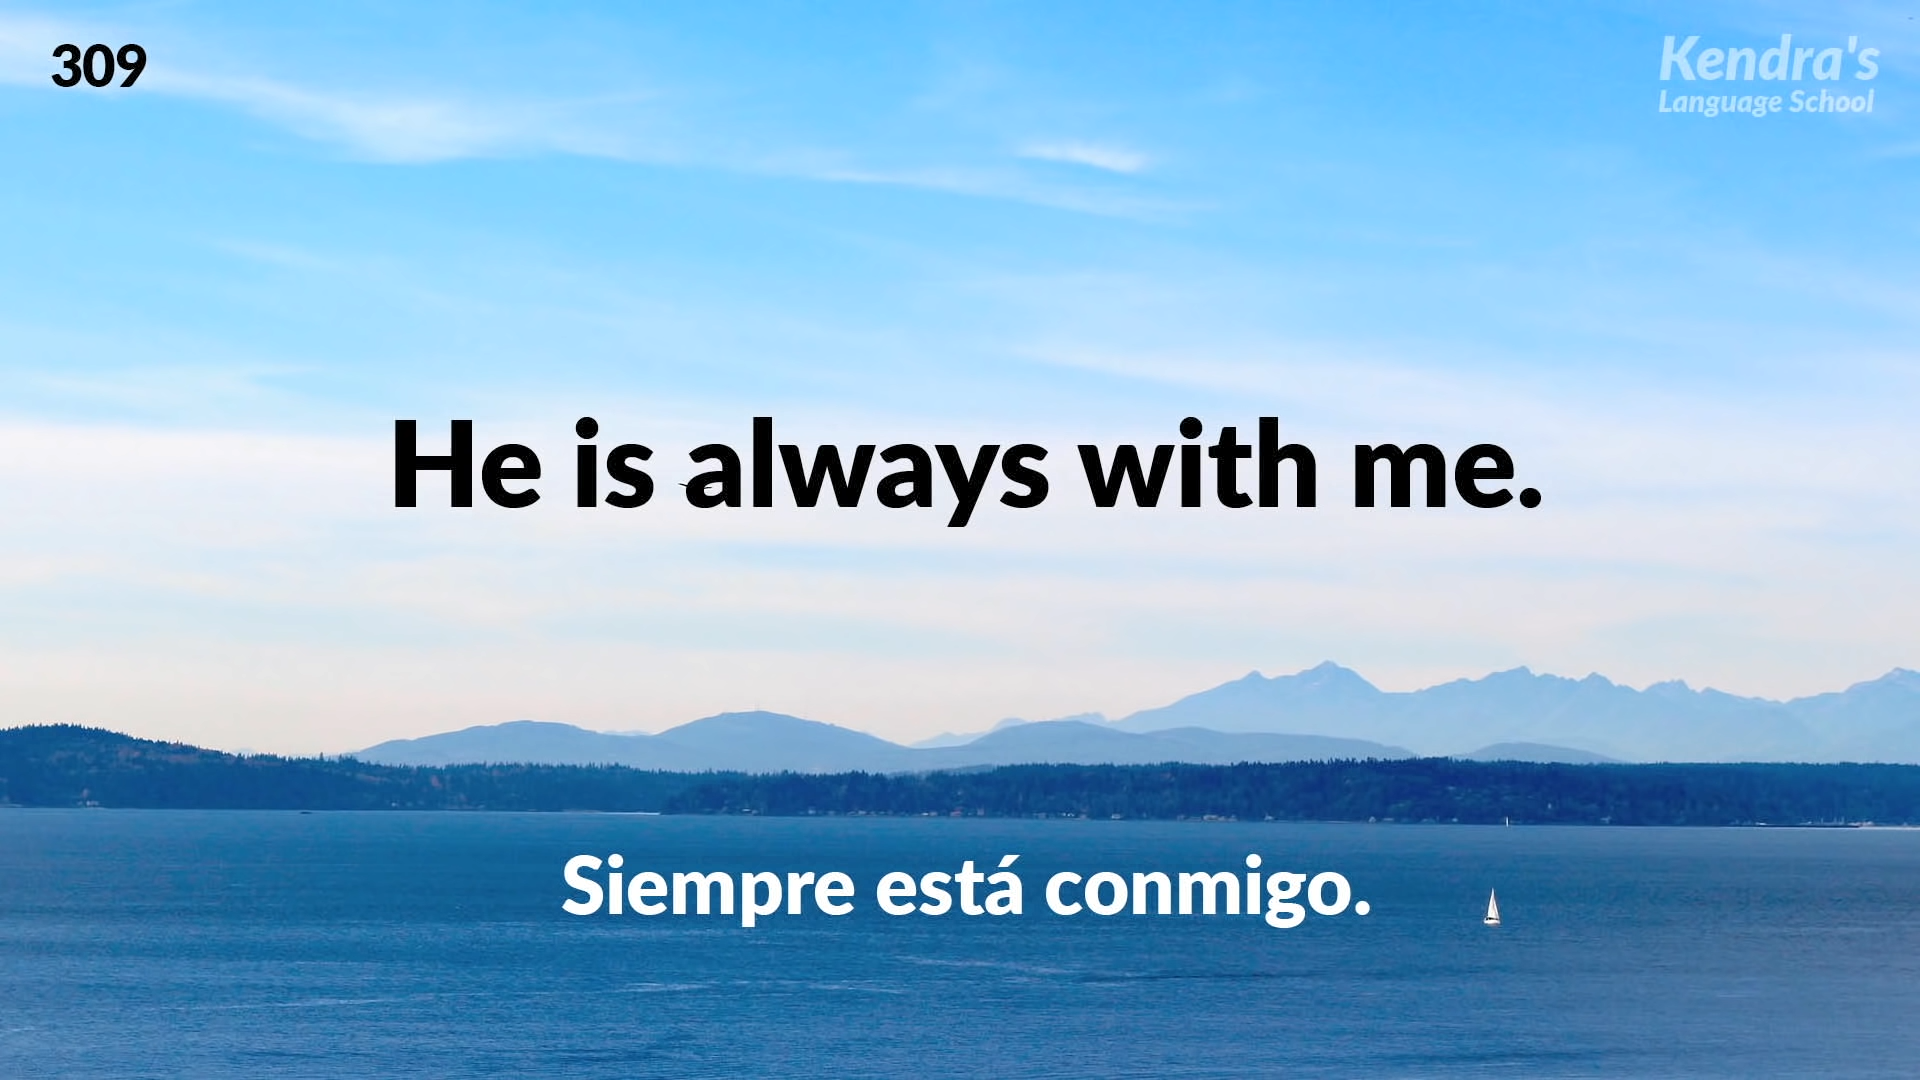 309
Kendra's
Language School
He is always with me.
Siempre está conmigo.